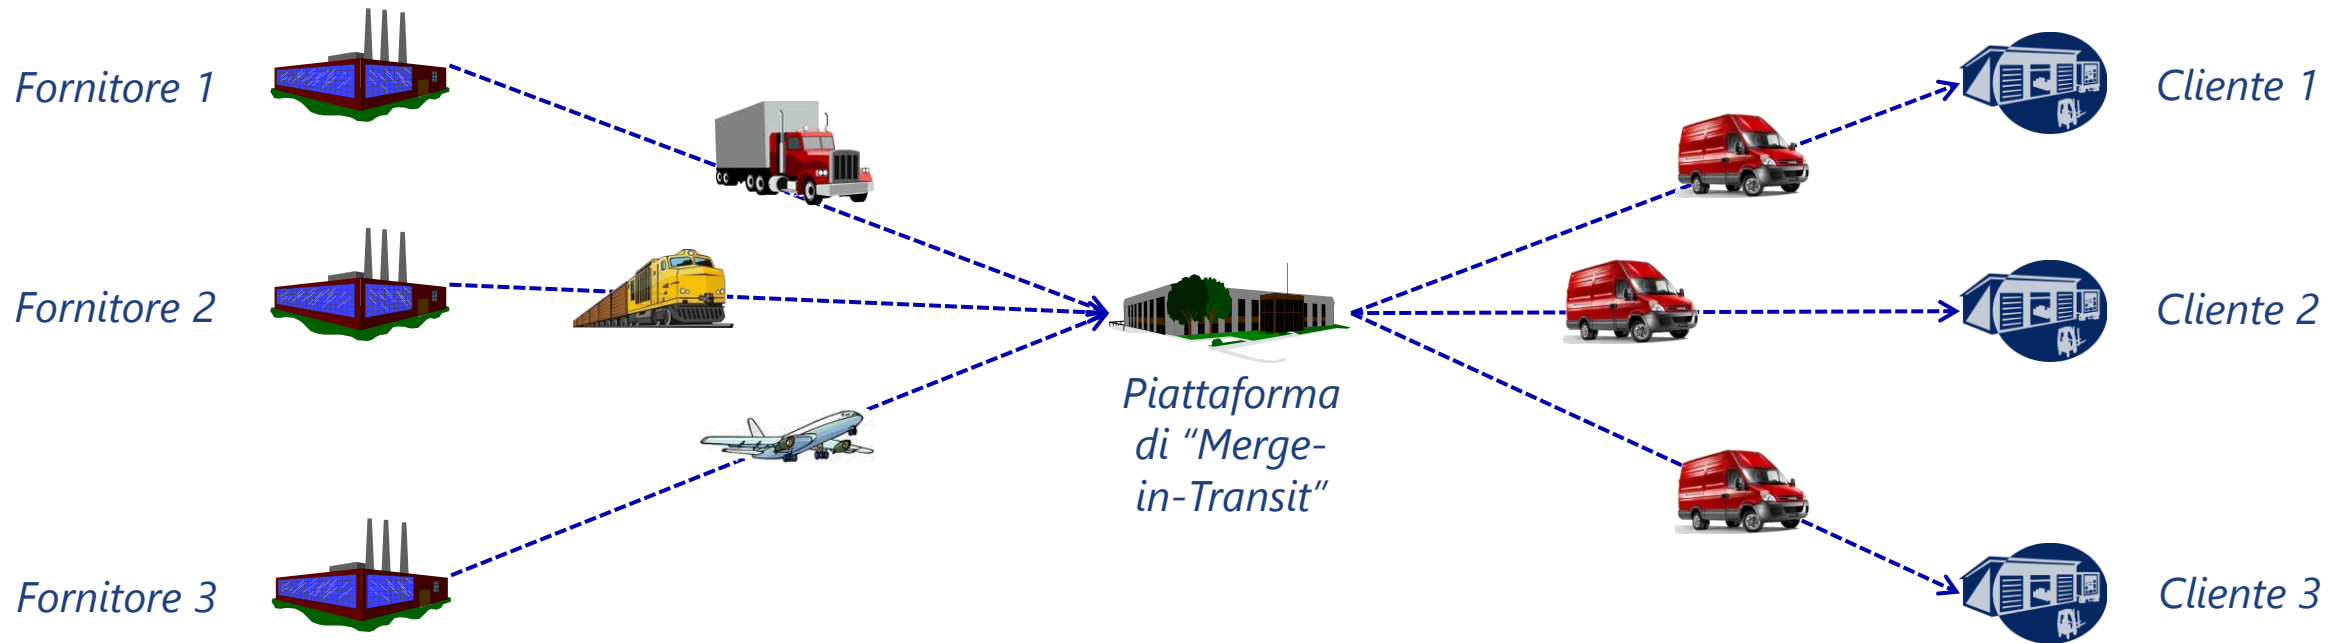 Fornitore 1
Cliente 1
Fornitore 2
Cliente 2
Piattaforma
di “Merge-
in-Transit”
Fornitore 3
Cliente 3